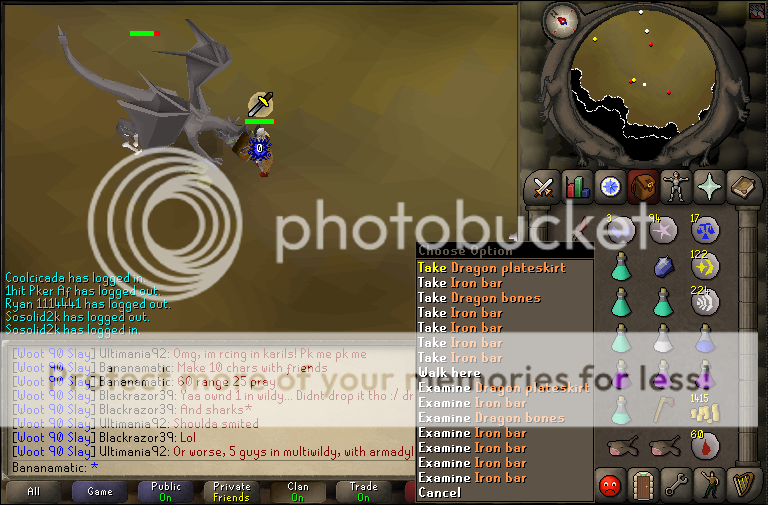 0
3
94
17
122
224
1415
60
photobucket
Protect more of your memories for less!
Coolcicada has logged in.
1hit Pker Af has logged out.
Ryan 1114441 has logged out.
Sosolid2k has logged out.
Sosolid2k has logged in.
[Woot 90 Slay] Ultimania92: Omg, im rcing in karils! Pk me pk me
[Woot 90 Slay] Bananamatic: Make 10 chars with friends
[Woot 90 Slay] Bananamatic: 60 range 25 pray
[Woot 90 Slay] Blackrazor39: Yaa ownd 1 in wildy... Didnt drop it tho :/ dr
[Woot 90 Slay] Blackrazor39: And sharks*
[Woot 90 Slay] Ultimania92: Shoulda smited
[Woot 90 Slay] Blackrazor39: Lol
[Woot 90 Slay] Ultimania92: Or worse, 5 guys in multiwildy, with armadyl
Bananamatic: *
Choose Option
Take Dragon plateskirt
Take Iron bar
Take Dragon bones
Take Iron bar
Take Iron bar
Take Iron bar
Take Iron bar
Walk here
Examine Dragon plateskirt
Examine Iron bar
Examine Dragon bones
Examine Iron bar
Examine Iron bar
Examine Iron bar
Examine Iron bar
Cancel
All
Game
Public
On
Private
Friends
Clan
On
Trade
On